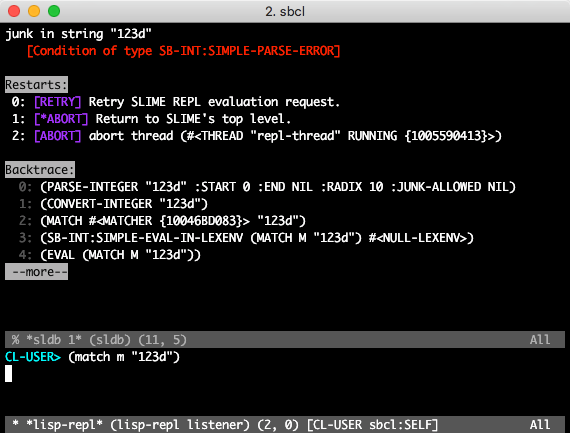 2. sbcl
junk in string "123d"
[Condition of type SB-INT:SIMPLE-PARSE-ERROR]
Restarts:
0: [RETRY] Retry SLIME REPL evaluation request.
1: [*ABORT] Return to SLIME's top level.
2: [ABORT] abort thread (#<THREAD "repl-thread" RUNNING {1005590413}>)
Backtrace:
0: (PARSE-INTEGER "123d" :START 0 :END NIL :RADIX 10 :JUNK-ALLOWED NIL)
1: (CONVERT-INTEGER "123d")
2: (MATCH #<MATCHER {10046BD083}> "123d")
3: (SB-INT:SIMPLE-EVAL-IN-LEXENV (MATCH M "123d") #<NULL-LEXENV>)
4: (EVAL (MATCH M "123d"))
--more--
% *sldb 1* (sldb) (11, 5) All
CL-USER> (match m "123d")
* *lisp-repl* (lisp-repl listener) (2, 0) [CL-USER sbcl:SELF] All